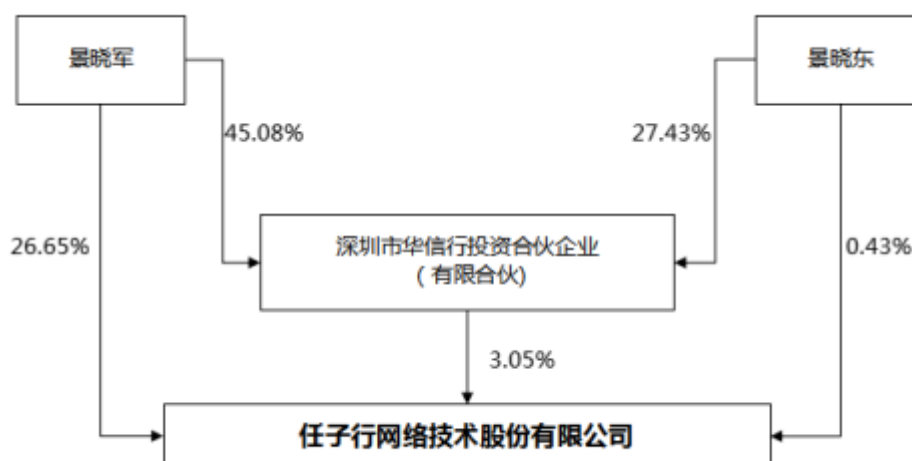 景晓军
景晓东
45.08%
27.43%
26.65%
深圳市华信行投资合伙企业
( 有限合伙)
0.43%
3.05%
任子行网络技术股份有限公司